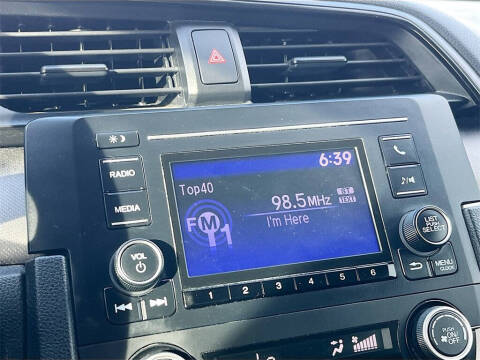 6:39
RADIO
Top40
98.5MHz
ST
TEXT
LIST
PUSH
SELECT
MEDIA
FM1
I'm Here
VOL
MENU
CLOCK
1 2 3 4 5 6
PUSH
ON/OFF